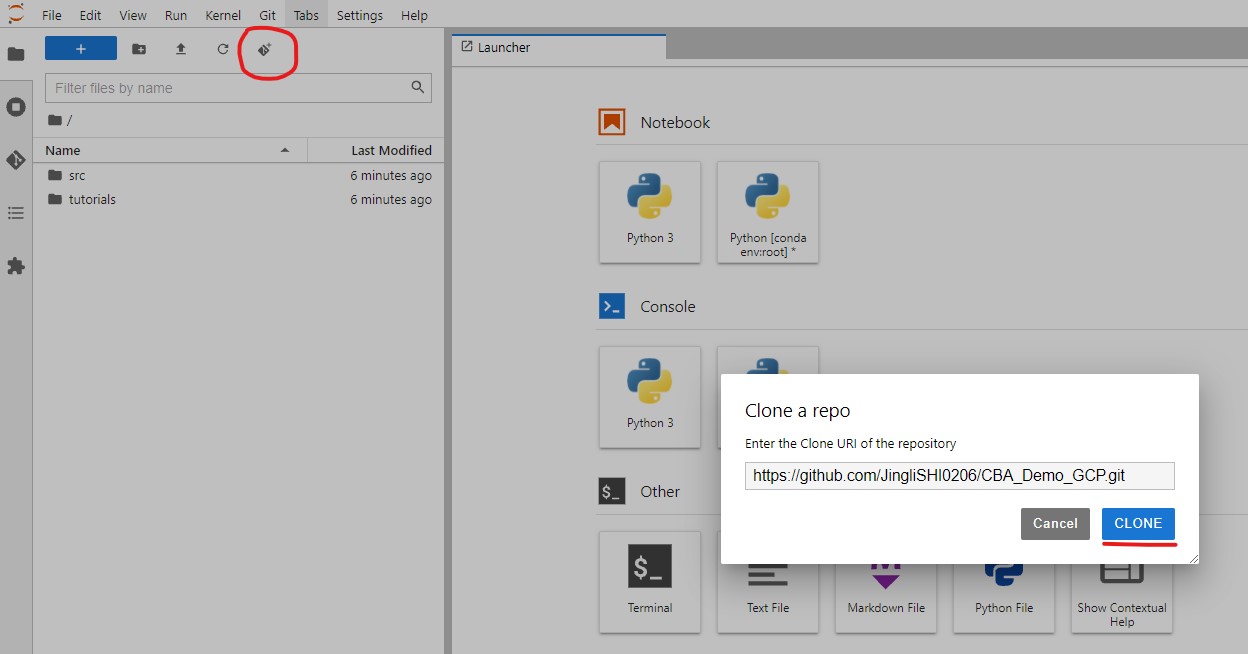 File Edit View Run Kernel Git Tabs Settings Help
+
Filter files by name
/
Name Last Modified
src 6 minutes ago
tutorials 6 minutes ago
Launcher
Notebook
Python 3
Python [conda
env:root] *
Console
Python 3
Other
$_
$_
Terminal
Text File
Markdown File
Python File
Show Contextual
Help
Clone a repo
Enter the Clone URI of the repository
https://github.com/JingliSHI0206/CBA_Demo_GCP.git
Cancel
CLONE